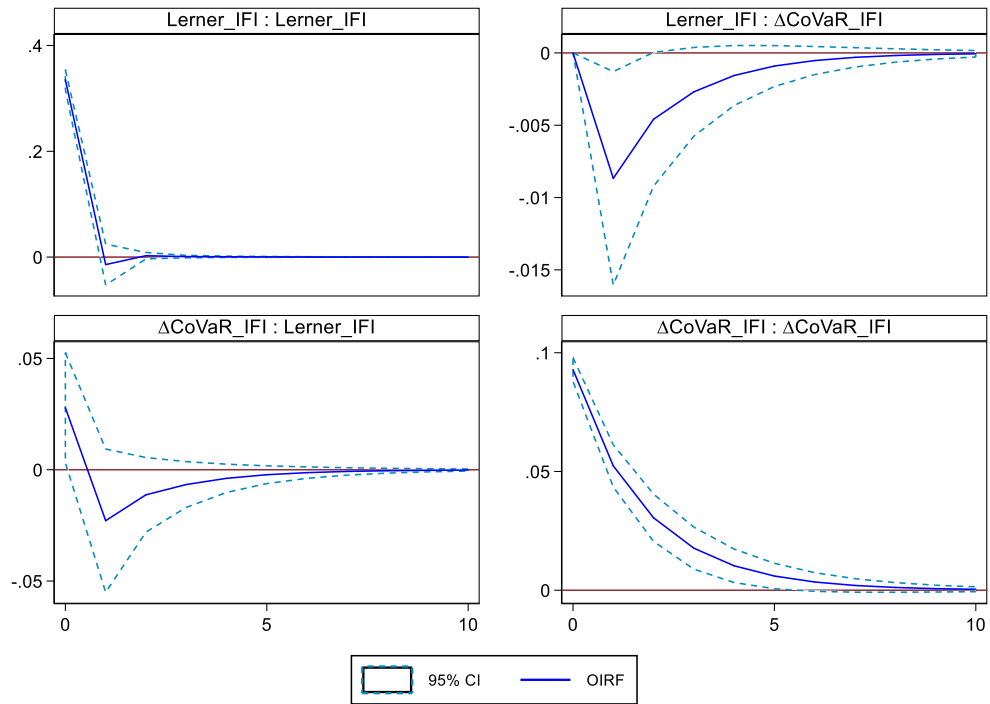 Lerner_IFI : Lerner_IFI
.4
.2
0
Lerner_IFI : ΔCoVaR_IFI
0
-.005
-.01
-.015
ΔCoVaR_IFI : Lerner_IFI
.05
0
-.05
0 5 10
ΔCoVaR_IFI : ΔCoVaR_IFI
.1
.05
0
0 5 10
95% CI OIRF